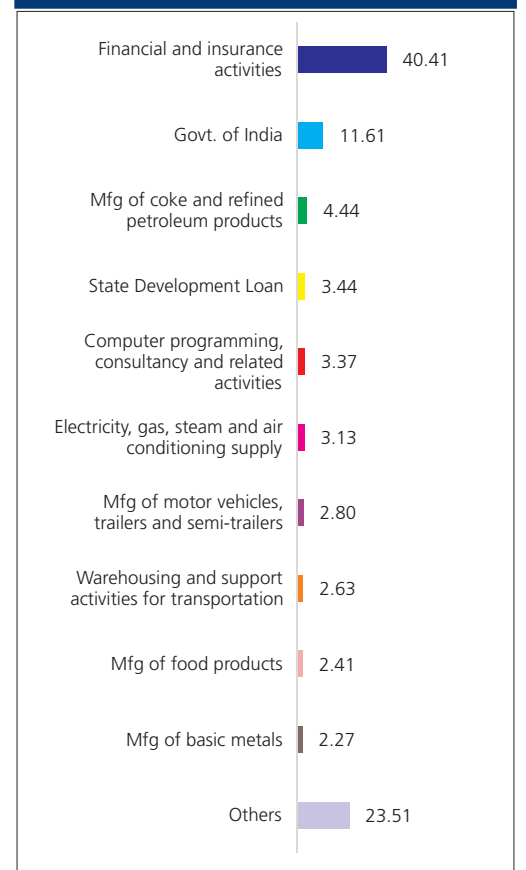 Financial and insurance
activities
40.41
Govt. of India
11.61
Mfg of coke and refined
petroleum products
4.44
State Development Loan
3.44
Computer programming,
consultancy and related
activities
3.37
Electricity, gas, steam and air
conditioning supply
3.13
Mfg of motor vehicles,
trailers and semi-trailers
2.80
Warehousing and support
activities for transportation
2.63
Mfg of food products
2.41
Mfg of basic metals
2.27
Others
23.51